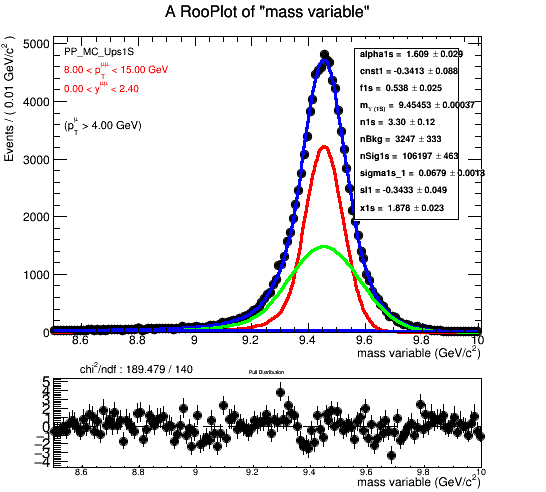 A RooPlot of "mass variable"
Events / ( 0.01 GeV/c² )
5000
4000
3000
2000
1000
0
PP_MC_Ups1S
8.00 < p_T^μμ < 15.00 GeV
0.00 < y^μμ < 2.40
(p_T^μ > 4.00 GeV)
alpha1s = 1.609 ± 0.029
cnst1 = -0.3413 ± 0.088
f1s = 0.538 ± 0.025
m_ϒ (1S) = 9.45453 ± 0.00037
n1s = 3.30 ± 0.12
nBkg = 3247 ± 333
nSig1s = 106197 ± 463
sigma1s_1 = 0.0679 ± 0.0013
sl1 = -0.3433 ± 0.049
x1s = 1.878 ± 0.023
8.6 8.8 9 9.2 9.4 9.6 9.8 10
mass variable (GeV/c²)
chi²/ndf : 189.479 / 140
Pull Distribution
5
4
3
2
1
0
−1
−2
−3
−4
8.6 8.8 9 9.2 9.4 9.6 9.8 10
mass variable (GeV/c²)